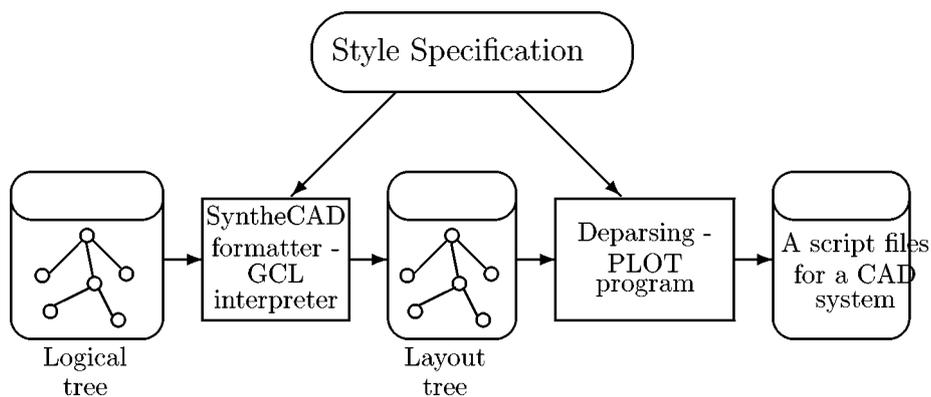 Style Specification
SyntheCAD
formatter -
GCL
interpreter
Deparsing -
PLOT
program
A script files
for a CAD
system
Logical
tree
Layout
tree